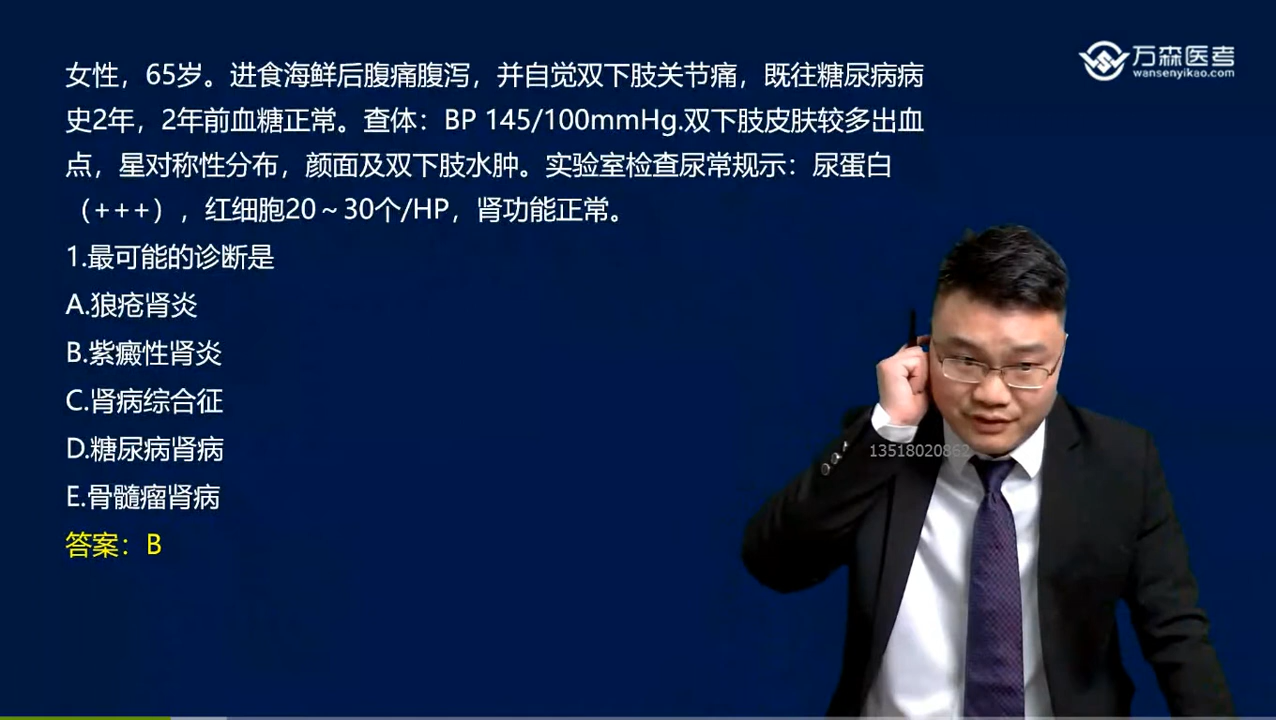 万森医考
wansenyikao.com
女性，65岁。进食海鲜后腹痛腹泻，并自觉双下肢关节痛，既往糖尿病病
史2年，2年前血糖正常。查体：BP 145/100mmHg.双下肢皮肤较多出血
点，星对称性分布，颜面及双下肢水肿。实验室检查尿常规示：尿蛋白
（+++），红细胞20～30个/HP，肾功能正常。
1.最可能的诊断是
A.狼疮肾炎
B.紫癜性肾炎
C.肾病综合征
D.糖尿病肾病
E.骨髓瘤肾病
答案：B
13518020862